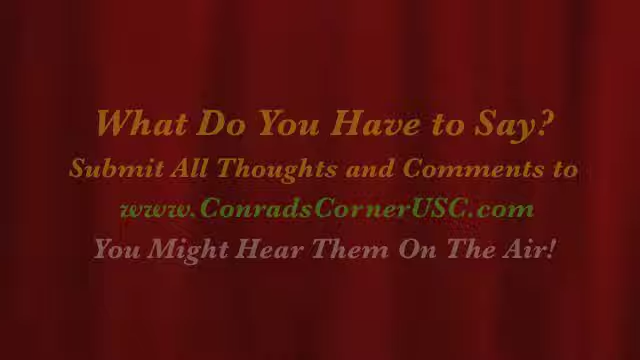 What Do You Have to Say?
Submit All Thoughts and Comments to
www.ConradsCornerUSC.com
You Might Hear Them On The Air!